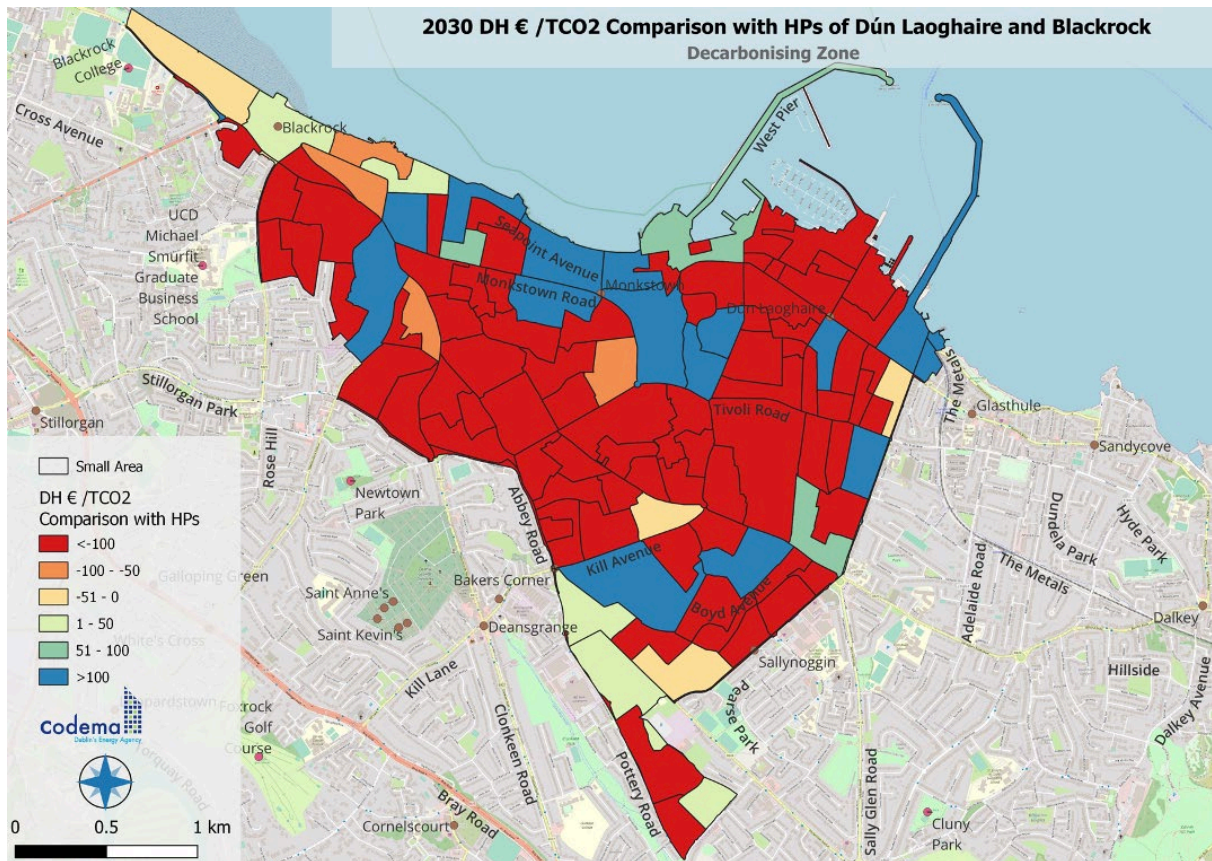 2030 DH € /TCO2 Comparison with HPs of Dún Laoghaire and Blackrock
Decarbonising Zone
Blackrock
College
Cross Avenue
Blackrock
West Pier
UCD
Michael
Smurfit
Graduate
Business
School
Seapoint Avenue
Monkstown Road
Monkstown
Dún Laoghaire
The Metals
Glasthule
Sandycove
Stillorgan Park
Stillorgan
Rose Hill
Tivoli Road
Newtown
Park
Abbey Road
Dundela Park
Hyde Park
The Metals
Adelaide Road
Dalkey
Kill Avenue
Bakers Corner
Boyd Avenue
Saint Anne's
Saint Kevin's
Deansgrange
Sallynoggin
Hillside
Kill Lane
Pearse Park
Dalkey Avenue
Clonkeen Road
Pottery Road
Sally Glen Road
Bray Road
Cornelscourt
Cluny
Park
Small Area
DH € /TCO2
Comparison with HPs
<-100
-100 - -50
-51 - 0
1 - 50
51 - 100
>100
Galloping Green
White's Cross
Foxrock
Golf
Course
Torquay Road
codema
Dublin's Energy Agency
0 0.5 1 km